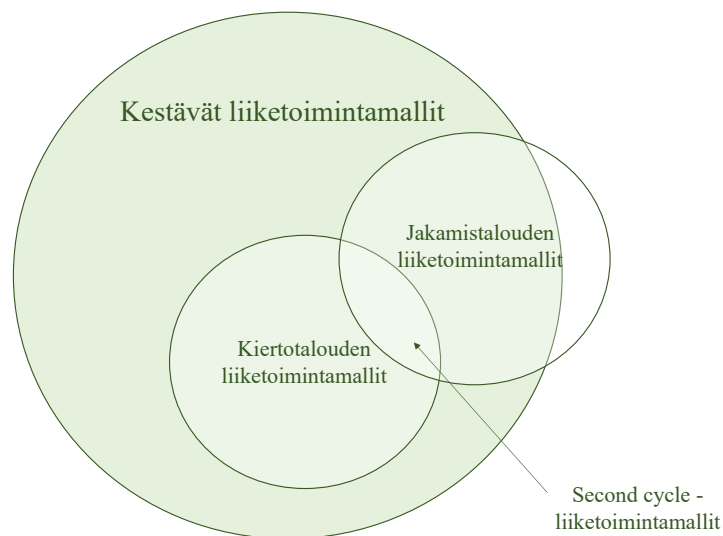 Kestävät liiketoimintamallit
Jakamistalouden
liiketoimintamallit
Kiertotalouden
liiketoimintamallit
Second cycle -
liiketoimintamallit